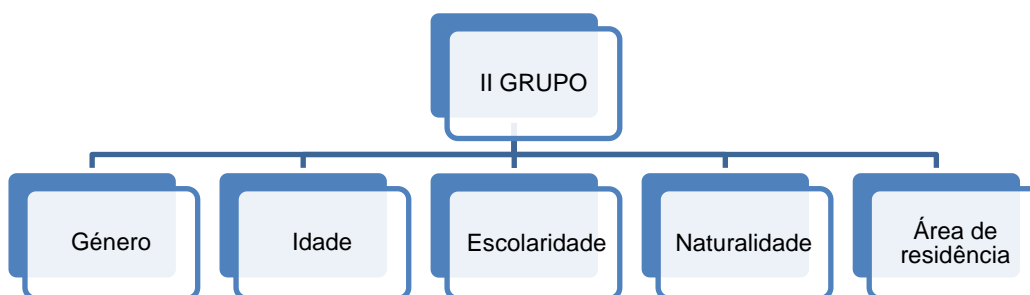 II GRUPO
Género
Idade
Escolaridade
Naturalidade
Área de
residência